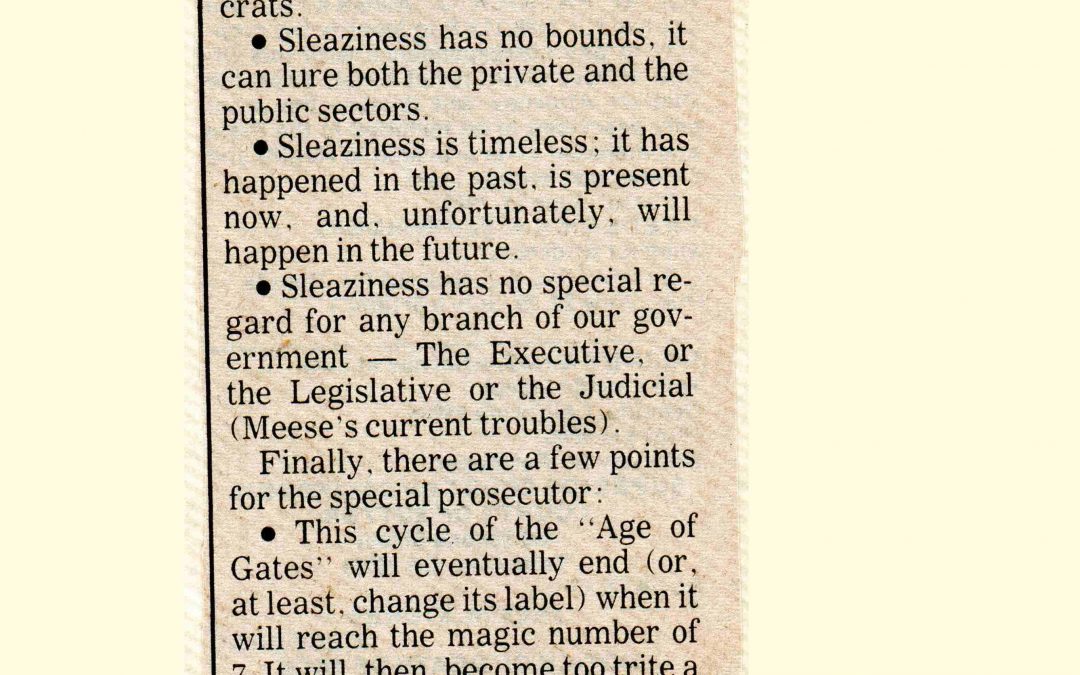 crats.
• Sleaziness has no bounds, it
can lure both the private and the
public sectors.
• Sleaziness is timeless; it has
happened in the past, is present
now, and, unfortunately, will
happen in the future.
• Sleaziness has no special re-
gard for any branch of our gov-
ernment — The Executive, or
the Legislative or the Judicial
(Meese's current troubles).
Finally, there are a few points
for the special prosecutor:
• This cycle of the “Age of
Gates” will eventually end (or,
at least, change its label) when it
will reach the magic number of
7. It will, then, become too trite a